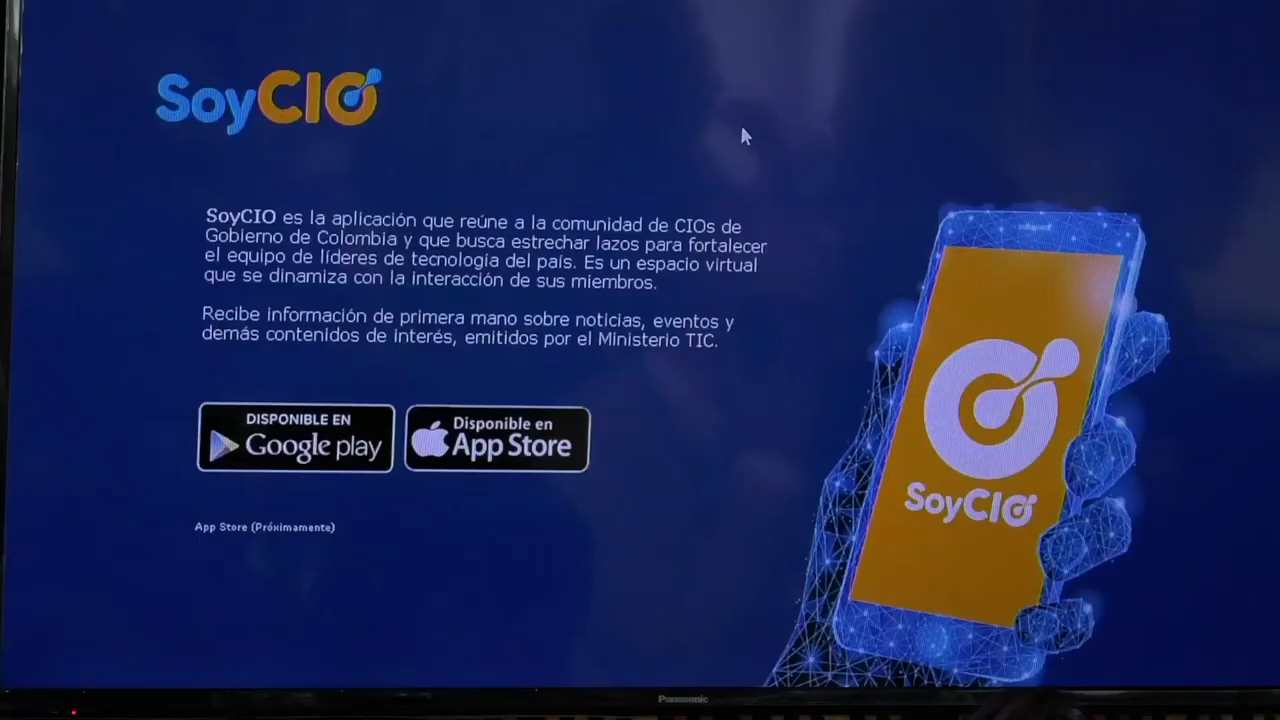 SoyCIO
SoyCIO es la aplicación que reúne a la comunidad de CIOs de
Gobierno de Colombia y que busca estrechar lazos para fortalecer
el equipo de líderes de tecnología del país. Es un espacio virtual
que se dinamiza con la interacción de sus miembros.
Recibe información de primera mano sobre noticias, eventos y
demás contenidos de interés, emitidos por el Ministerio TIC.
DISPONIBLE EN
Google play
Disponible en
App Store
App Store (Próximamente)
SoyCIO
Panasonic